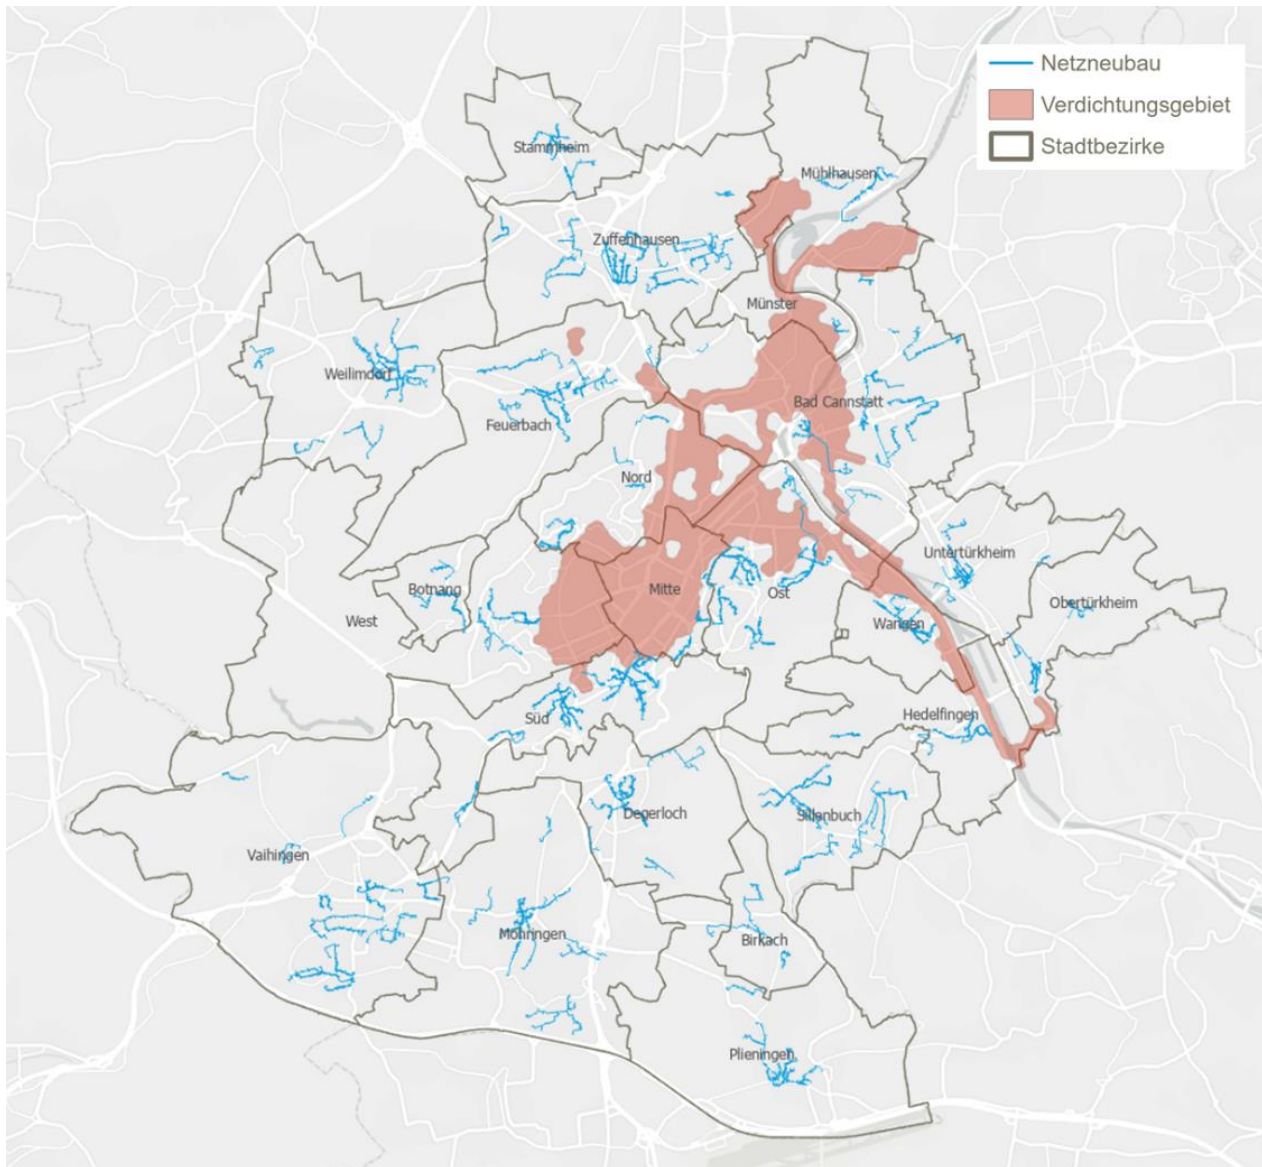 Netzneubau
Verdichtungsgebiet
Stadtbezirke
Stammheim
Mühlhausen
Zuffenhausen
Münster
Weilimdorf
Bad Cannstatt
Feuerbach
Nord
Untertürkheim
Botnang
Mitte
Ost
Obertürkheim
West
Wangen
Süd
Hedelfingen
Degerloch
Sillenbuch
Vaihingen
Möhringen
Birkach
Plieningen